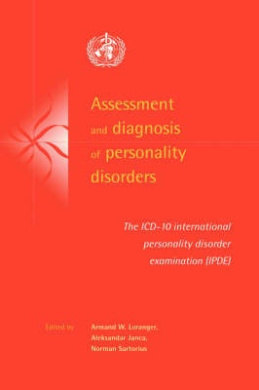 Assessment
and diagnosis
of personality
disorders
The ICD-10 international
personality disorder
examination (IPDE)
Edited by
Armand W. Loranger,
Aleksandar Janca,
Norman Sartorius